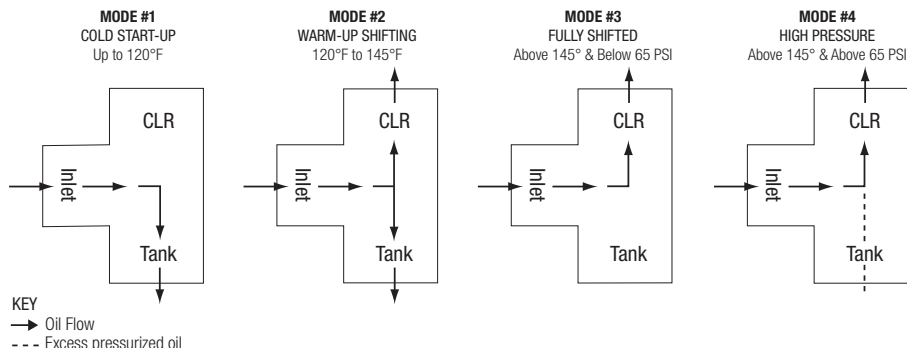 MODE #1
COLD START-UP
Up to 120°F
CLR
Inlet
Tank
MODE #2
WARM-UP SHIFTING
120°F to 145°F
CLR
Inlet
Tank
MODE #3
FULLY SHIFTED
Above 145° & Below 65 PSI
CLR
Inlet
Tank
MODE #4
HIGH PRESSURE
Above 145° & Above 65 PSI
CLR
Inlet
Tank
KEY
Oil Flow
Excess pressurized oil